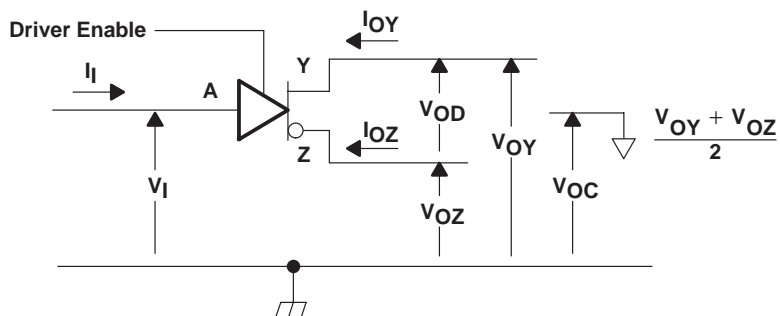 Driver Enable
I_OY
I_I
A
Y
V_OD
I_OZ
V_OY
V_OY + V_OZ
2
Z
V_I
V_OZ
V_OC